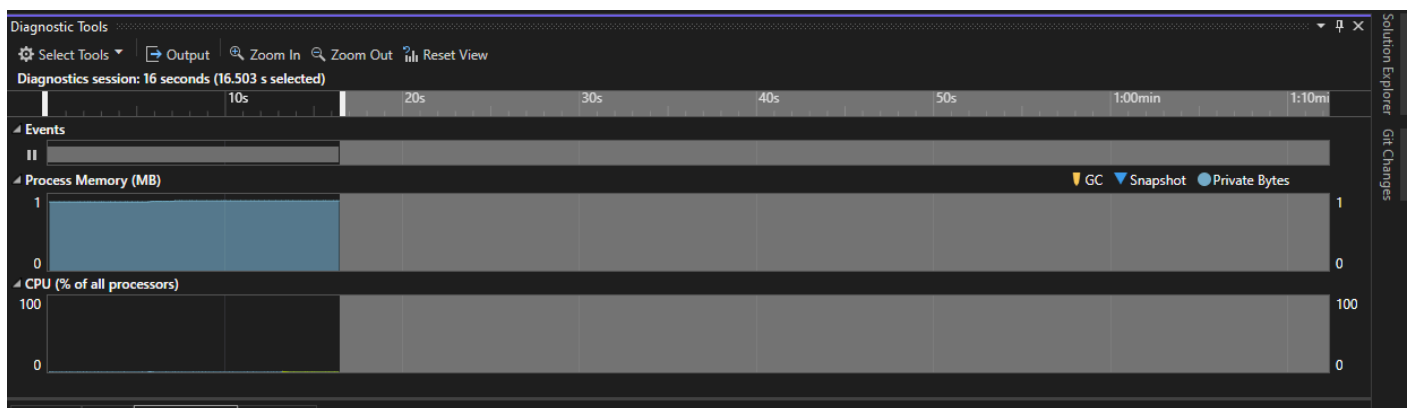 Diagnostic Tools
Select Tools Output Zoom In Zoom Out Reset View
Diagnostics session: 16 seconds (16.503 s selected)
10s 20s 30s 40s 50s 1:00min 1:10mi
Events
Process Memory (MB) GC Snapshot Private Bytes
1 1
0 0
CPU (% of all processors)
100 100
0 0
Solution Explorer
Git Changes